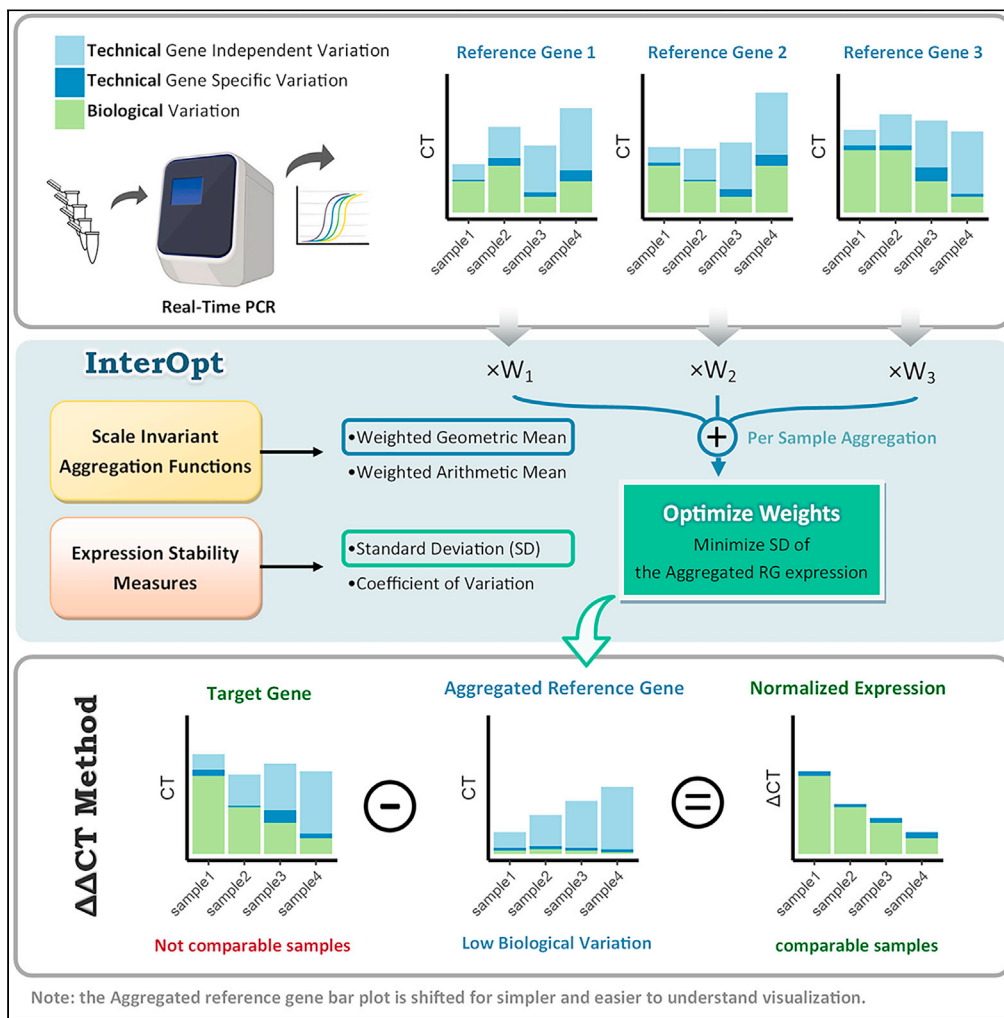 Technical Gene Independent Variation
Technical Gene Specific Variation
Biological Variation
Real-Time PCR
Reference Gene 1
CT
sample1
sample2
sample3
sample4
Reference Gene 2
CT
sample1
sample2
sample3
sample4
Reference Gene 3
CT
sample1
sample2
sample3
sample4
InterOpt
×W₁
×W₂
×W₃
+
Per Sample Aggregation
Scale Invariant
Aggregation Functions
•Weighted Geometric Mean
•Weighted Arithmetic Mean
Expression Stability
Measures
•Standard Deviation (SD)
•Coefficient of Variation
Optimize Weights
Minimize SD of
the Aggregated RG expression
ΔΔCT Method
Target Gene
CT
sample1
sample2
sample3
sample4
Not comparable samples
−
Aggregated Reference Gene
CT
sample1
sample2
sample3
sample4
Low Biological Variation
=
Normalized Expression
ΔCT
sample1
sample2
sample3
sample4
comparable samples
Note: the Aggregated reference gene bar plot is shifted for simpler and easier to understand visualization.